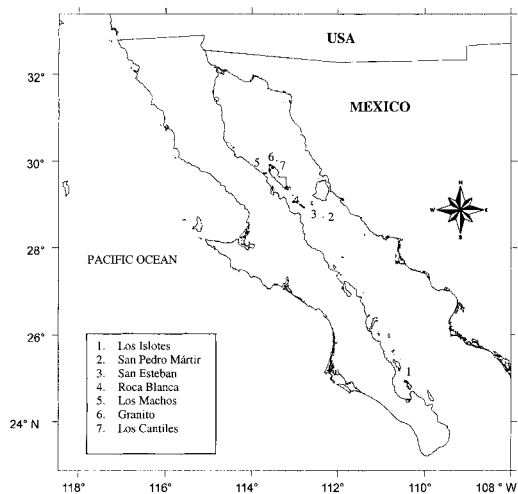 USA
32°
MEXICO
6
30°
5
7
4
N
W
E
S
3
2
28°
PACIFIC OCEAN
26°
1. Los Islotes
2. San Pedro Mártir
3. San Esteban
4. Roca Blanca
5. Los Machos
6. Granito
7. Los Cantiles
1
24° N
118° 116° 114° 112° 110° 108° W